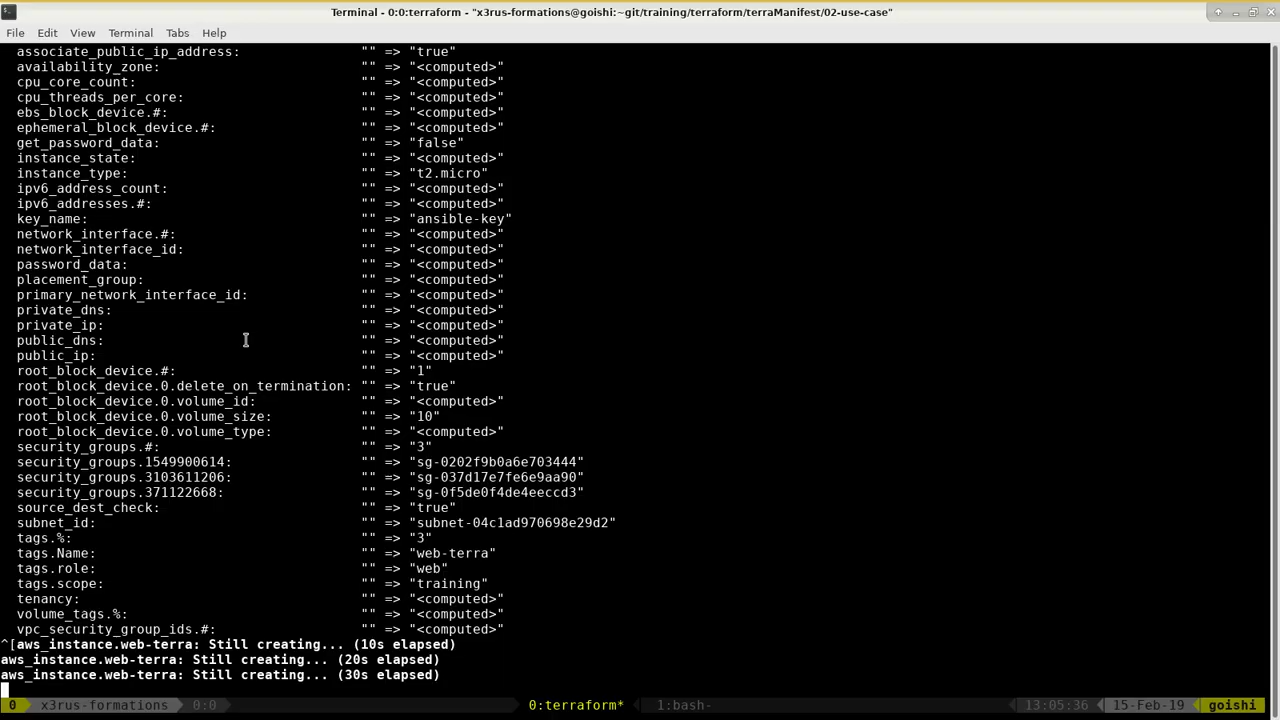 Terminal - 0:0:terraform - "x3rus-formations@goishi:~git/training/terraform/terraManifest/02-use-case"
File Edit View Terminal Tabs Help
associate_public_ip_address: "" => "true"
availability_zone: "" => "<computed>"
cpu_core_count: "" => "<computed>"
cpu_threads_per_core: "" => "<computed>"
ebs_block_device.#: "" => "<computed>"
ephemeral_block_device.#: "" => "<computed>"
get_password_data: "" => "false"
instance_state: "" => "<computed>"
instance_type: "" => "t2.micro"
ipv6_address_count: "" => "<computed>"
ipv6_addresses.#: "" => "<computed>"
key_name: "" => "ansible-key"
network_interface.#: "" => "<computed>"
network_interface_id: "" => "<computed>"
password_data: "" => "<computed>"
placement_group: "" => "<computed>"
primary_network_interface_id: "" => "<computed>"
private_dns: "" => "<computed>"
private_ip: "" => "<computed>"
public_dns: "" => "<computed>"
public_ip: "" => "<computed>"
root_block_device.#: "" => "1"
root_block_device.0.delete_on_termination: "" => "true"
root_block_device.0.volume_id: "" => "<computed>"
root_block_device.0.volume_size: "" => "10"
root_block_device.0.volume_type: "" => "<computed>"
security_groups.#: "" => "3"
security_groups.1549900614: "" => "sg-0202f9b0a6e703444"
security_groups.3103611206: "" => "sg-037d17e7fe6e9aa90"
security_groups.371122668: "" => "sg-0f5de0f4de4eeccd3"
source_dest_check: "" => "true"
subnet_id: "" => "subnet-04c1ad970698e29d2"
tags.%: "" => "3"
tags.Name: "" => "web-terra"
tags.role: "" => "web"
tags.scope: "" => "training"
tenancy: "" => "<computed>"
volume_tags.%: "" => "<computed>"
vpc_security_group_ids.#: "" => "<computed>"
^[aws_instance.web-terra: Still creating... (10s elapsed)
aws_instance.web-terra: Still creating... (20s elapsed)
aws_instance.web-terra: Still creating... (30s elapsed)
0 x3rus-formations 0:0 0:terraform* 1:bash- 13:05:36 15-Feb-19 goishi